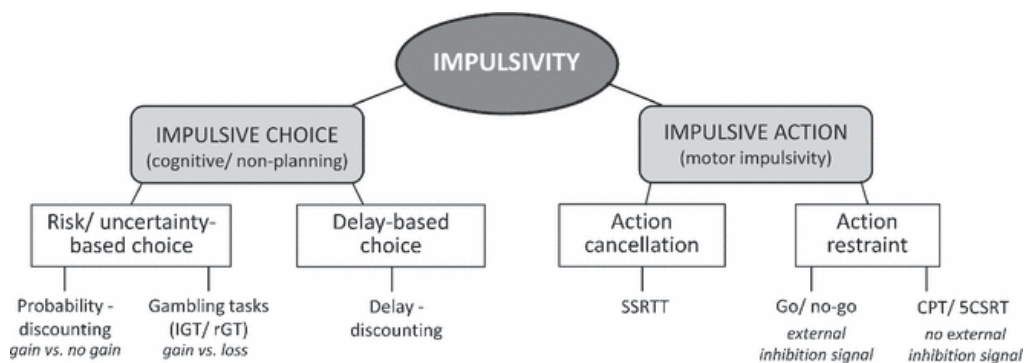 IMPULSIVITY
IMPULSIVE CHOICE
(cognitive/ non-planning)
IMPULSIVE ACTION
(motor impulsivity)
Risk/ uncertainty-
based choice
Delay-based
choice
Action
cancellation
Action
restraint
Probability -
discounting
gain vs. no gain
Gambling tasks
(IGT/ rGT)
gain vs. loss
Delay -
discounting
SSRTT
Go/ no-go
external
inhibition signal
CPT/ 5CSRT
no external
inhibition signal